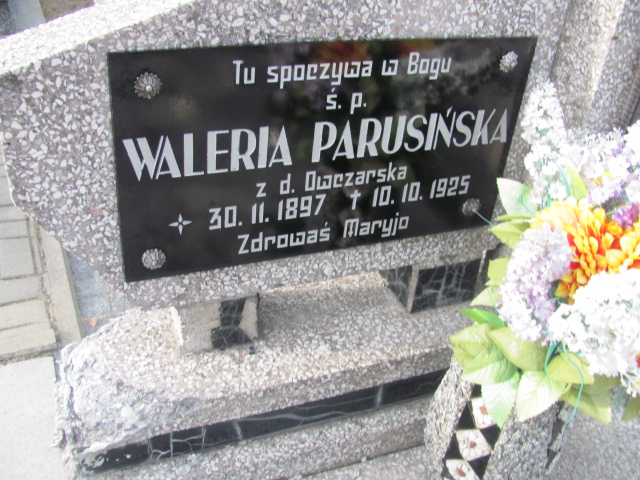 Tu spoczywa w Bogu
ś. p.
WALERIA PARUSIŃSKA
z d. Owczarska
30. 11. 1897 † 10. 10. 1925
Zdrowaś Maryjo